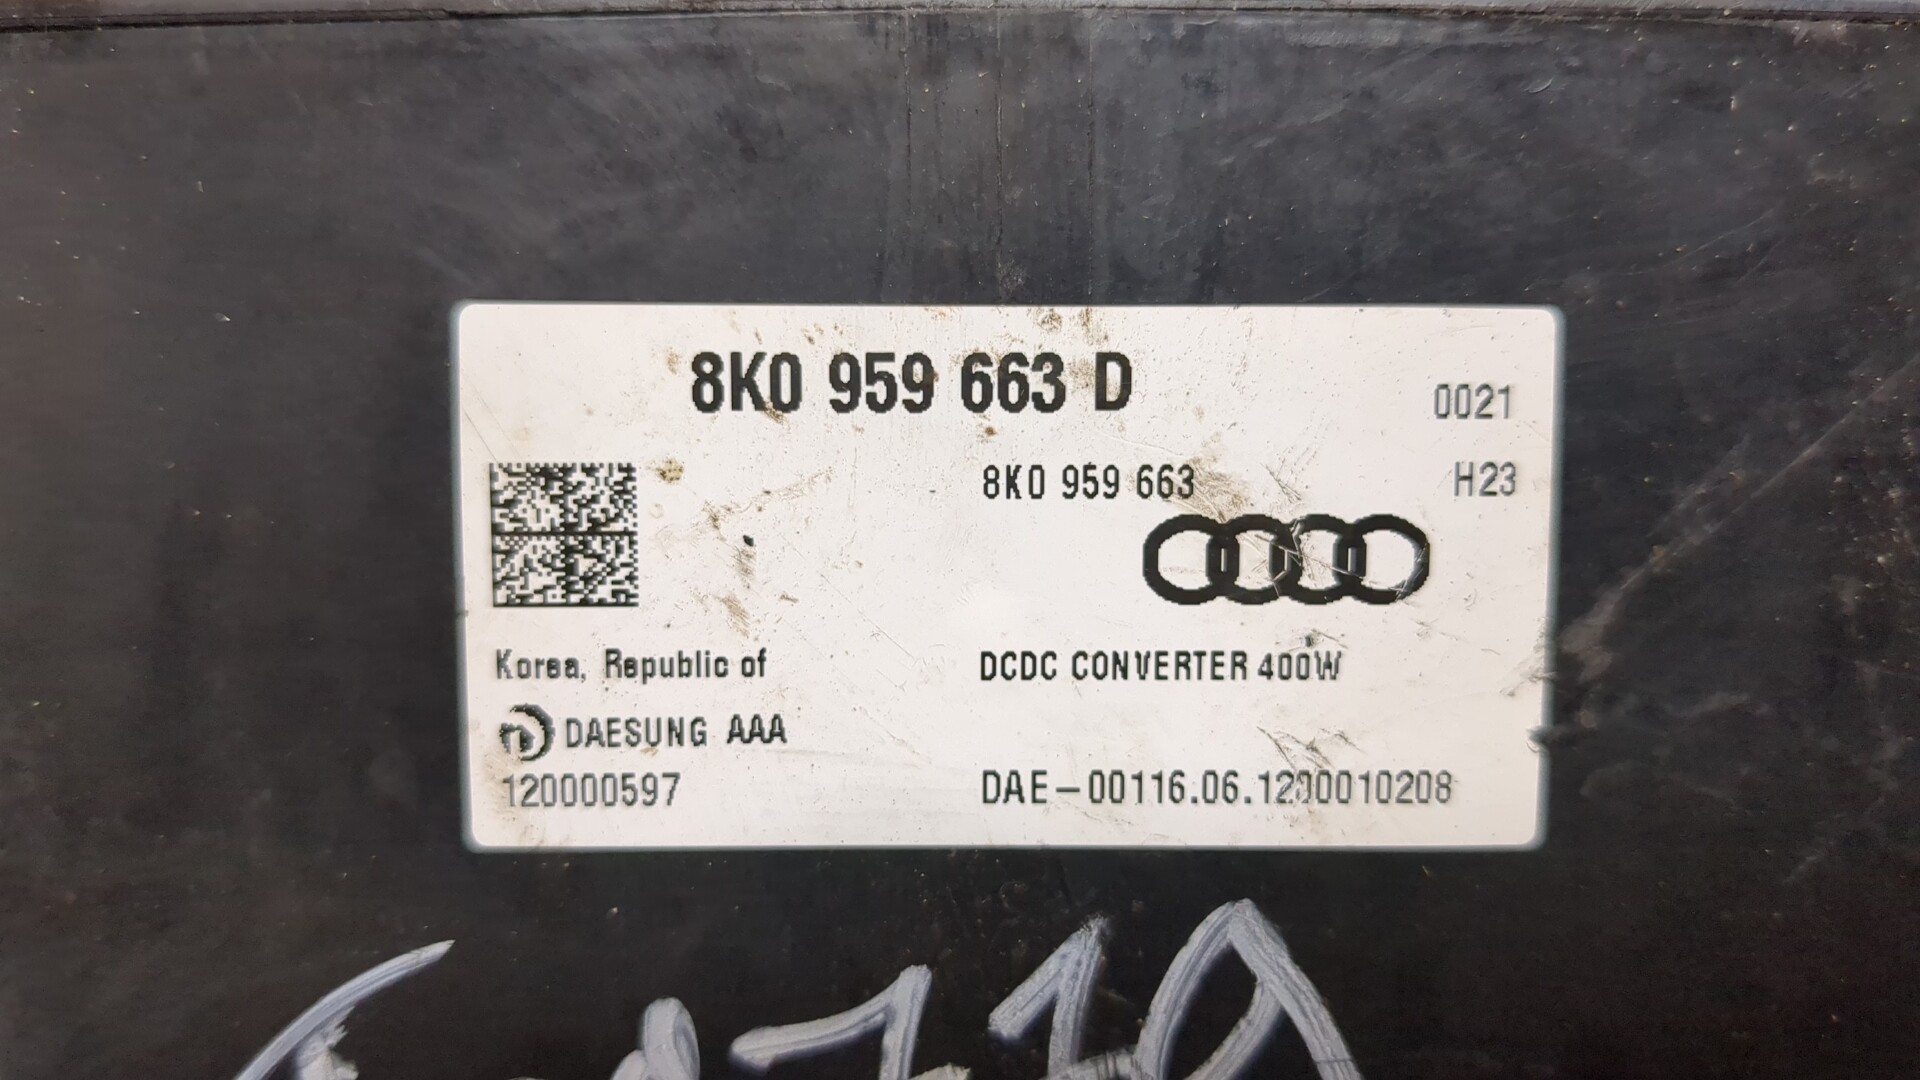 8K0 959 663 D
0021
8K0 959 663
H23
Korea, Republic of
DCDC CONVERTER 400W
DAESUNG AAA
120000597
DAE-00116.06.1200010208